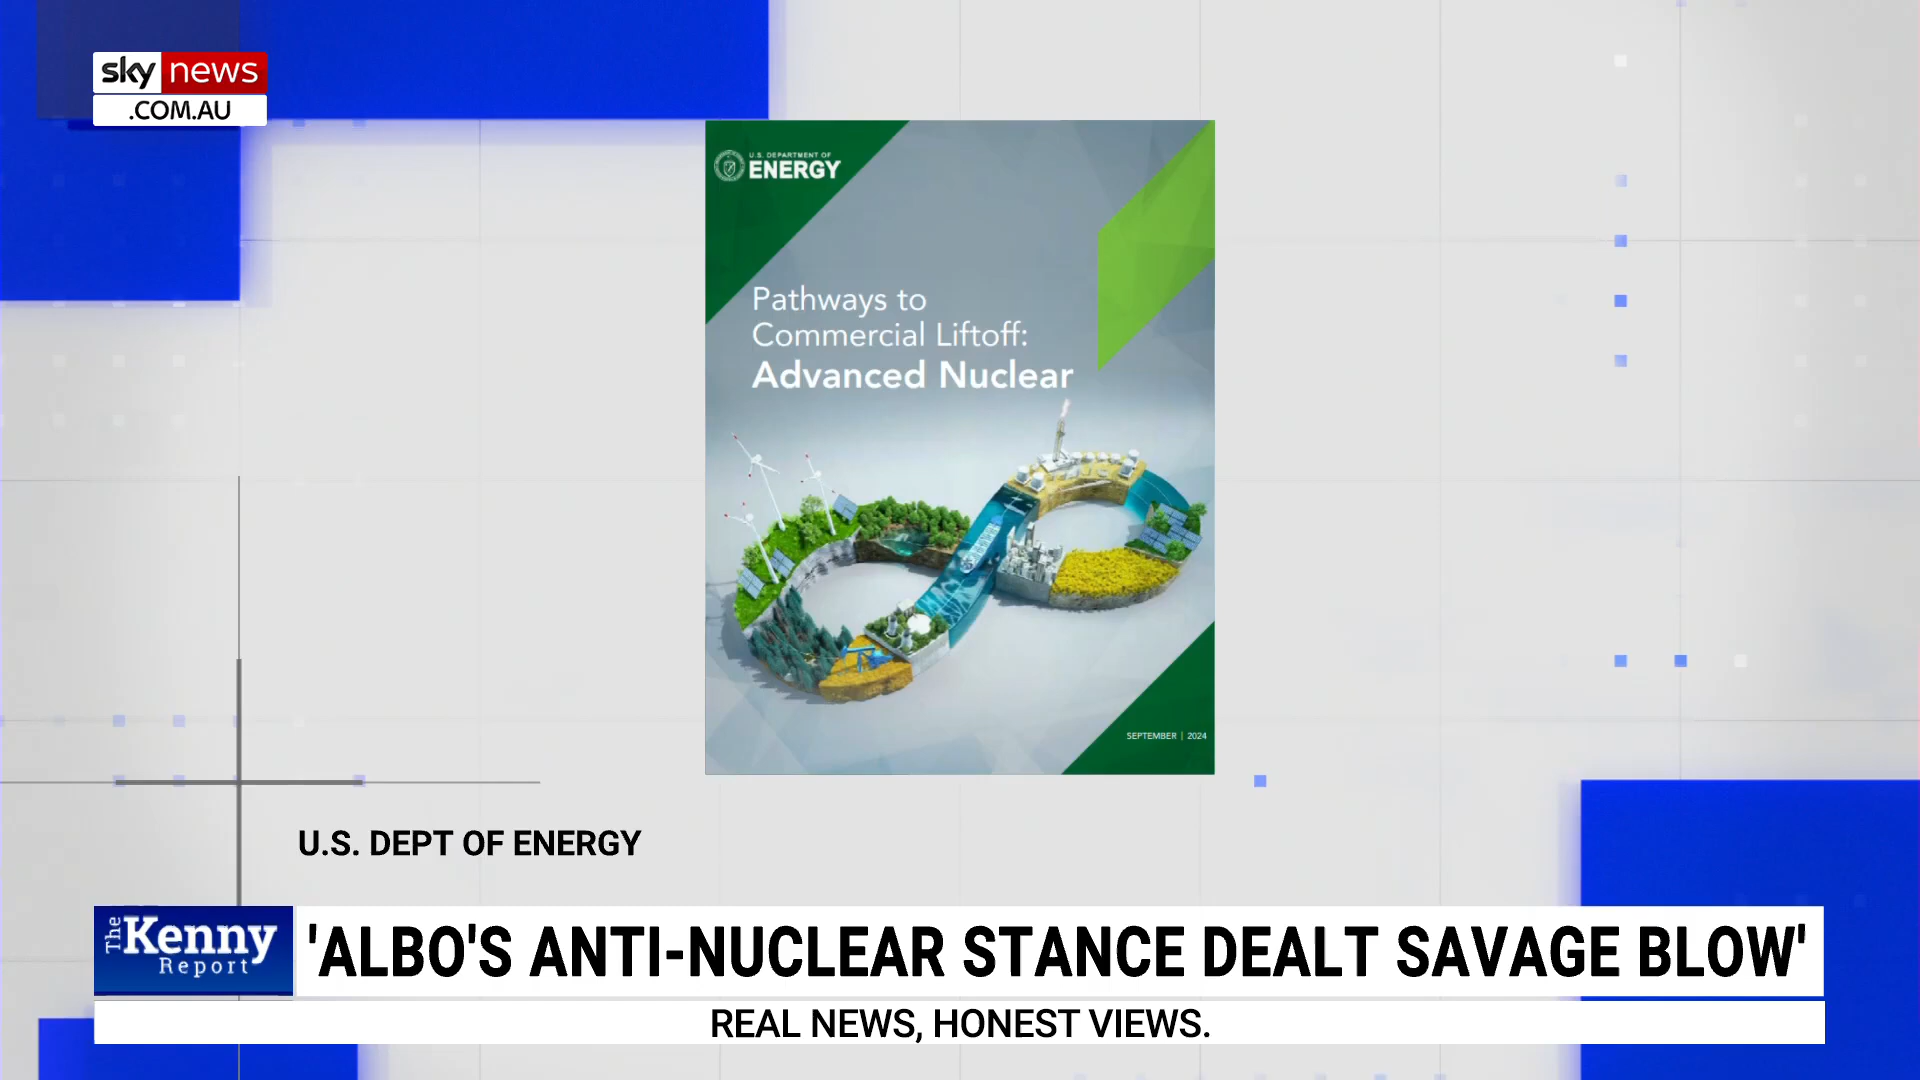 sky news
.COM.AU
U.S. DEPARTMENT OF
ENERGY
Pathways to
Commercial Liftoff:
Advanced Nuclear
SEPTEMBER | 2024
U.S. DEPT OF ENERGY
The Kenny
Report
'ALBO'S ANTI-NUCLEAR STANCE DEALT SAVAGE BLOW'
REAL NEWS, HONEST VIEWS.